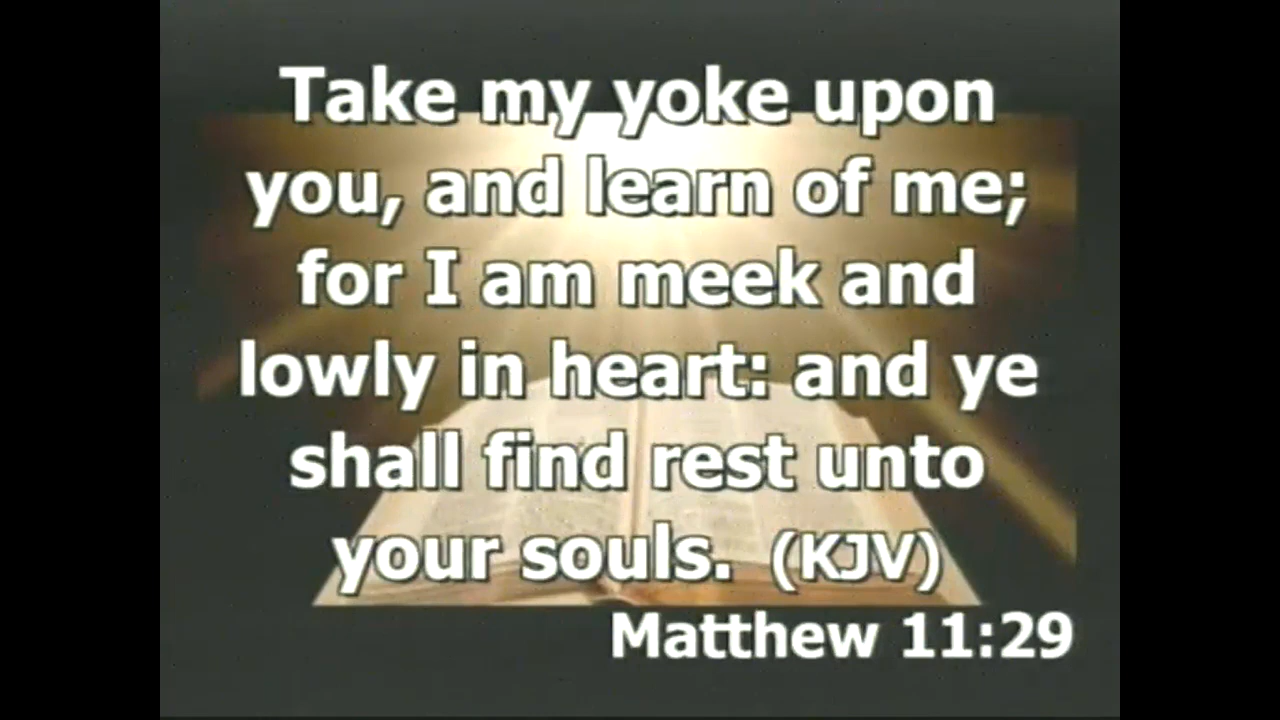 Take my yoke upon
you, and learn of me;
for I am meek and
lowly in heart: and ye
shall find rest unto
your souls. (KJV)
Matthew 11:29